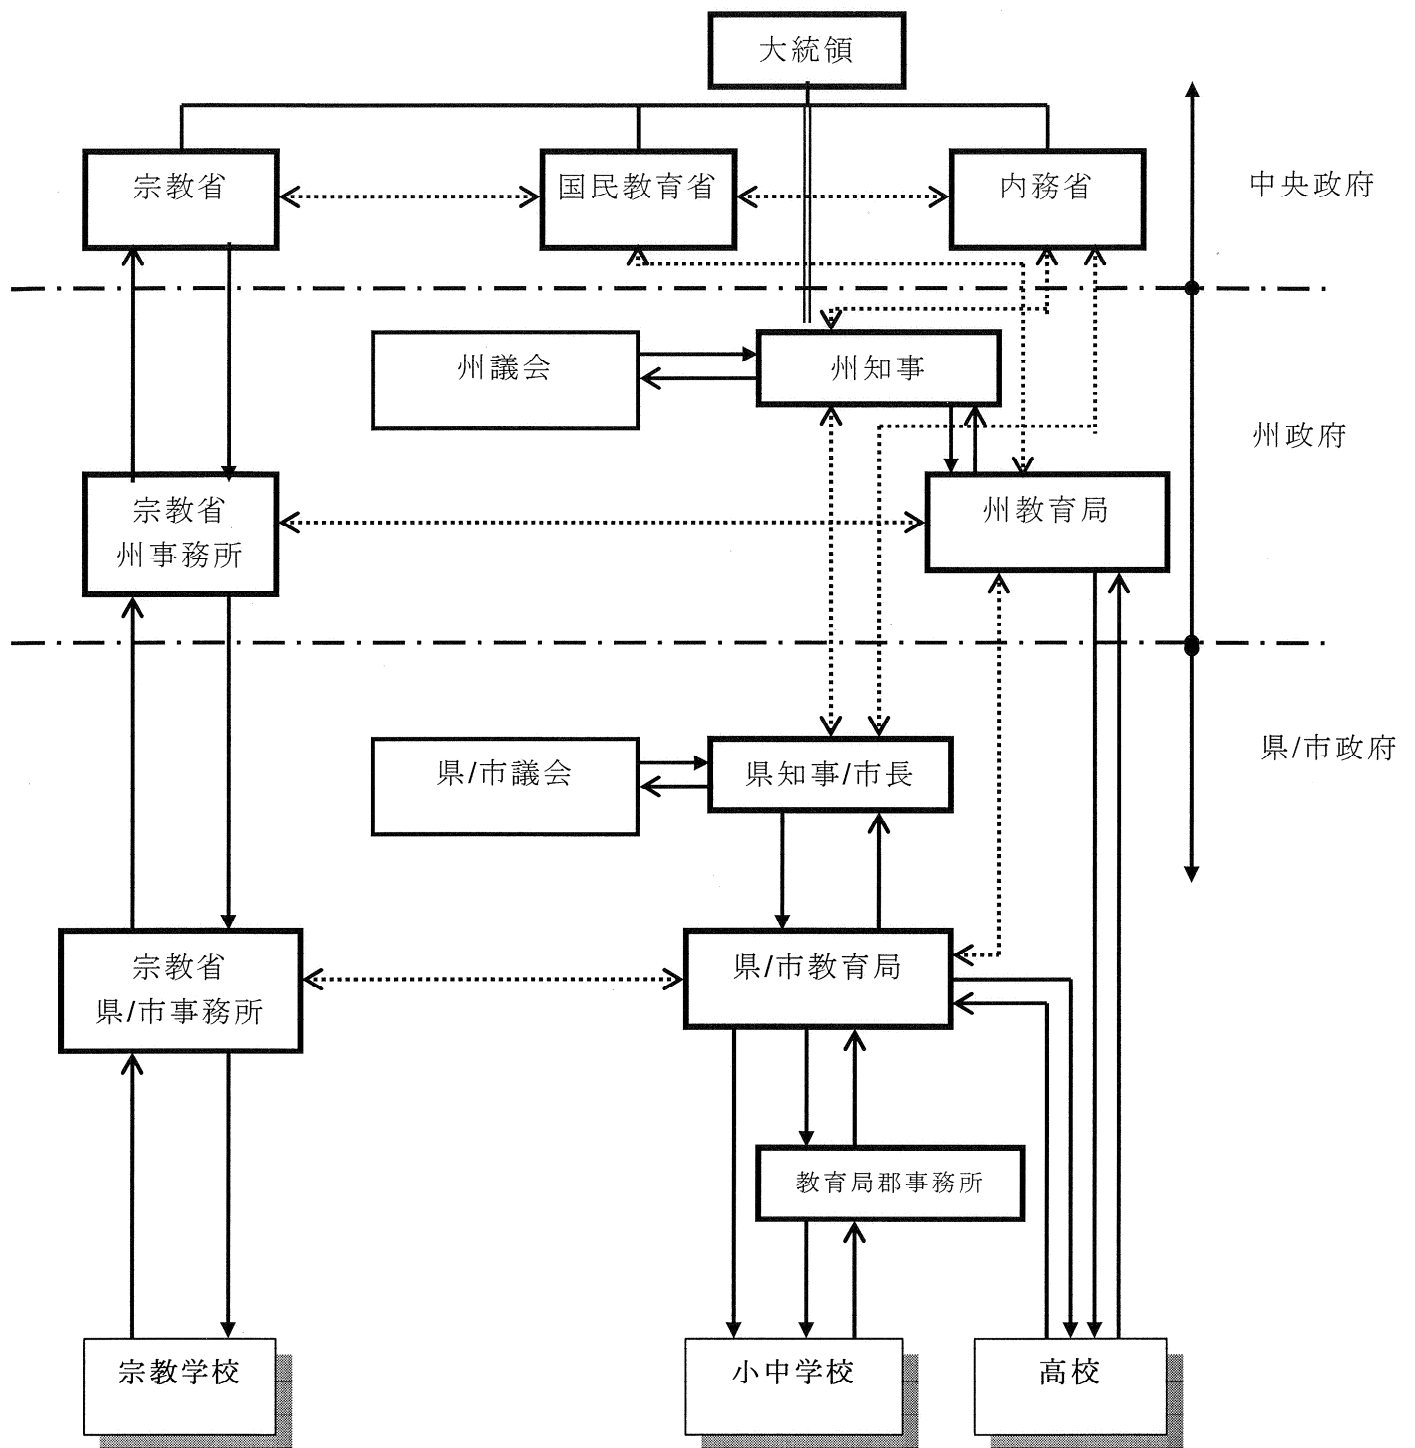 大統領
宗教省
国民教育省
内務省
中央政府
州議会
州知事
州政府
宗教省
州事務所
州教育局
県/市議会
県知事/市長
県/市政府
宗教省
県/市事務所
県/市教育局
教育局郡事務所
宗教学校
小中学校
高校